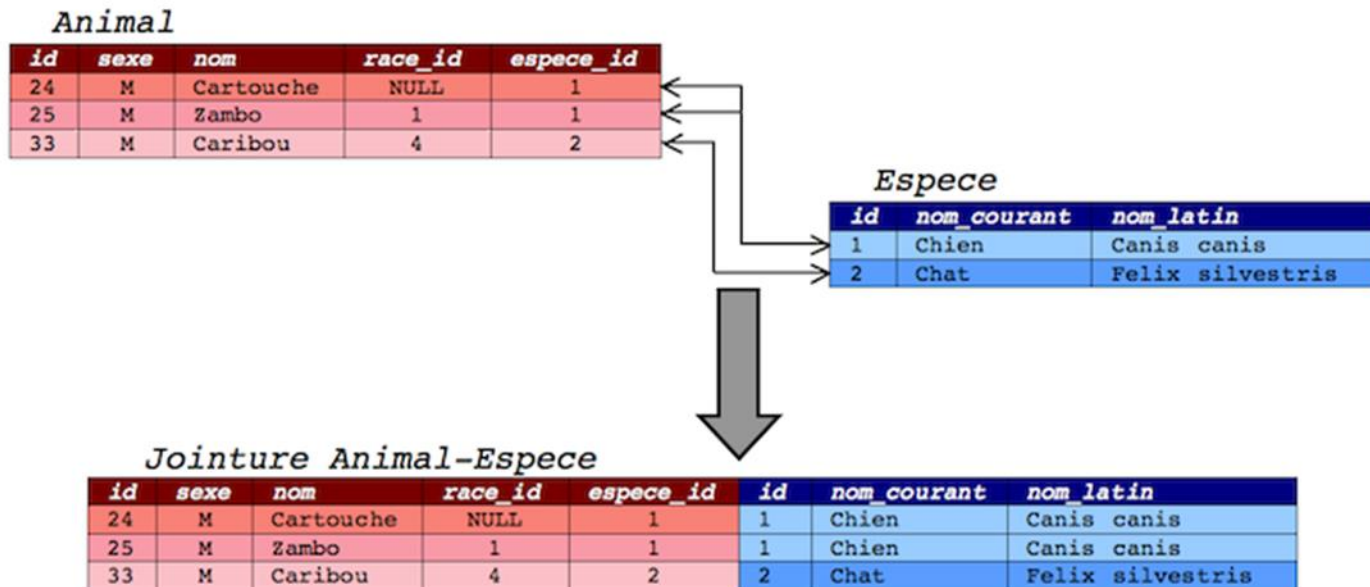 Animal
id sexe nom race_id espece_id
24 M Cartouche NULL 1
25 M Zambo 1 1
33 M Caribou 4 2
Espece
id nom_courant nom_latin
1 Chien Canis canis
2 Chat Felix silvestris
Jointure Animal-Espece
id sexe nom race_id espece_id id nom_courant nom_latin
24 M Cartouche NULL 1 1 Chien Canis canis
25 M Zambo 1 1 1 Chien Canis canis
33 M Caribou 4 2 2 Chat Felix silvestris